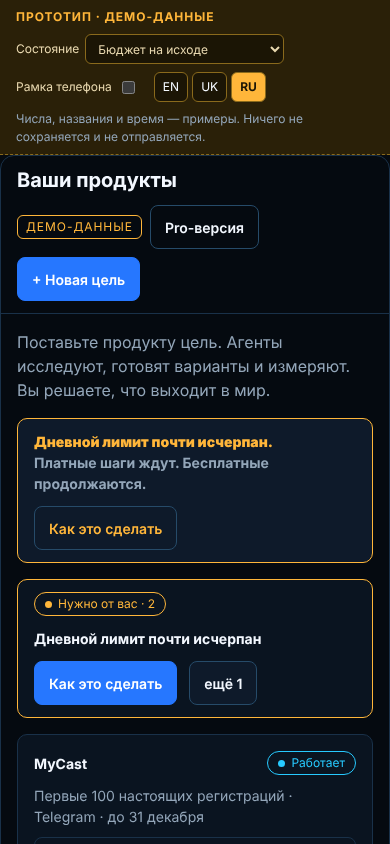 ПРОТОТИП · ДЕМО-ДАННЫЕ
Состояние Бюджет на исходе
Рамка телефона EN UK RU
Числа, названия и время — примеры. Ничего не
сохраняется и не отправляется.
Ваши продукты
ДЕМО-ДАННЫЕ Pro-версия
+ Новая цель
Поставьте продукту цель. Агенты
исследуют, готовят варианты и измеряют.
Вы решаете, что выходит в мир.
Дневной лимит почти исчерпан.
Платные шаги ждут. Бесплатные
продолжаются.
Как это сделать
Нужно от вас · 2
Дневной лимит почти исчерпан
Как это сделать ещё 1
MyCast Работает
Первые 100 настоящих регистраций ·
Telegram · до 31 декабря